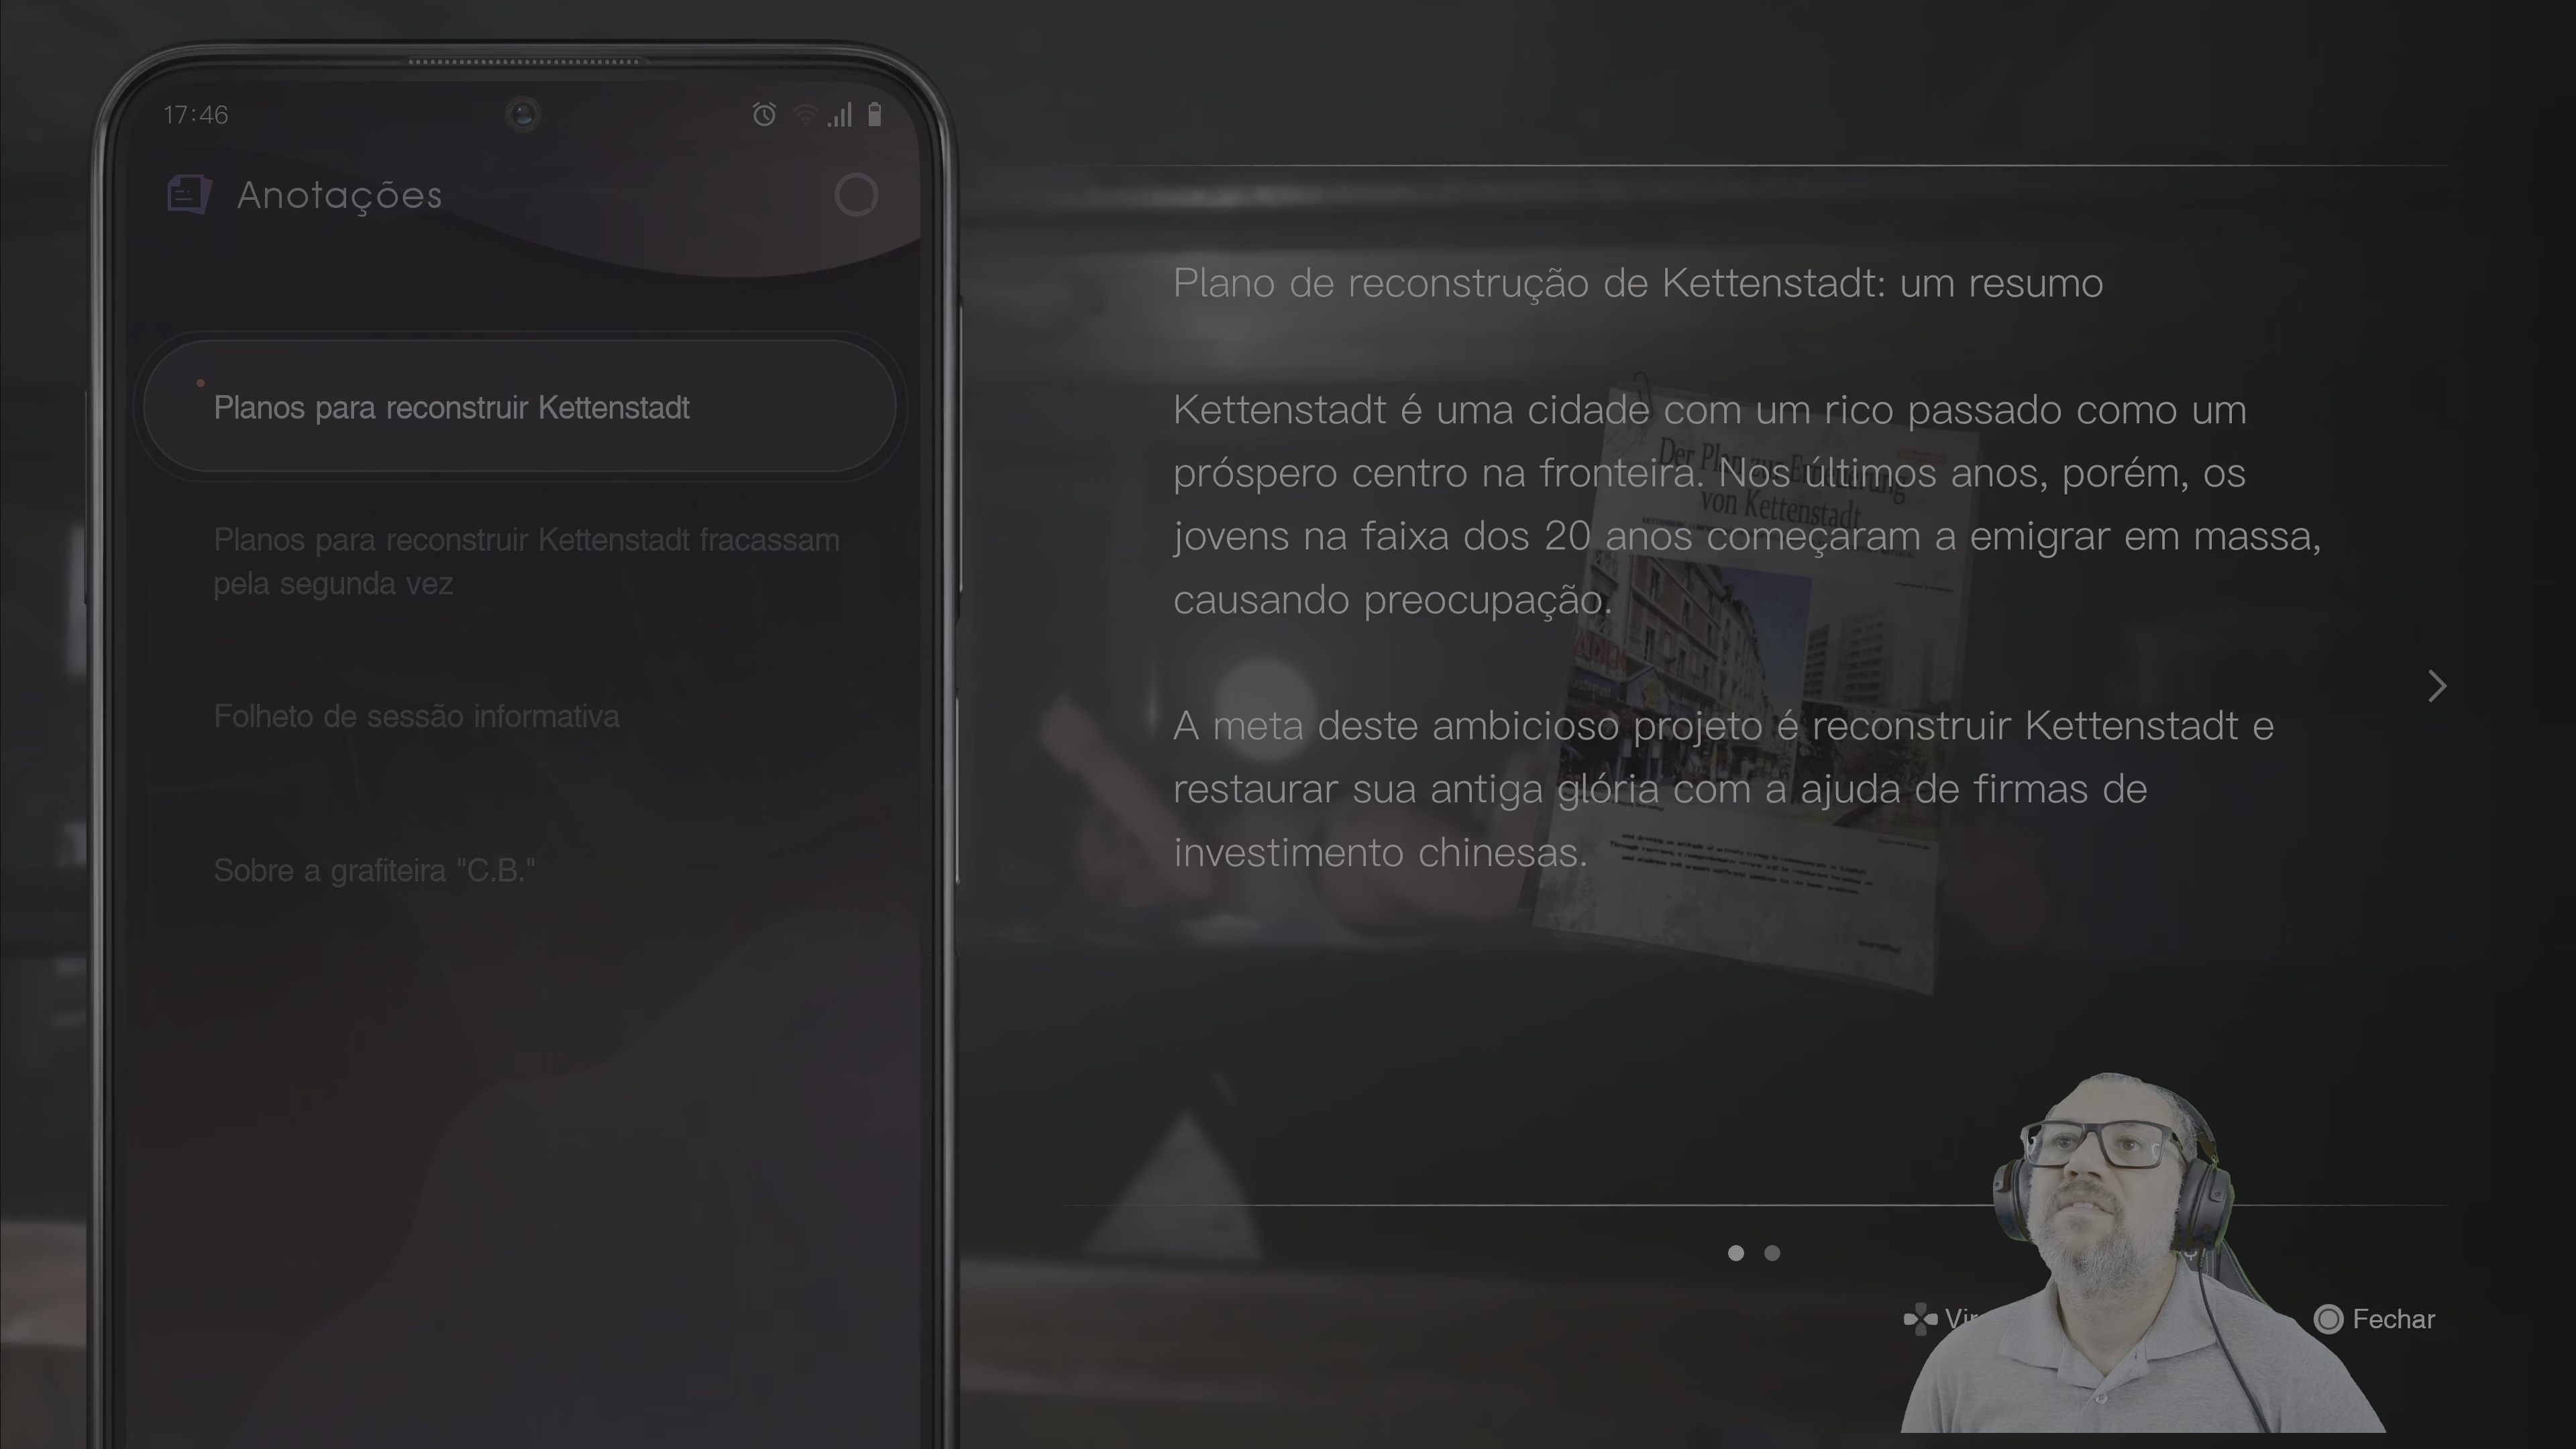 17:46
Anotações
Planos para reconstruir Kettenstadt
Planos para reconstruir Kettenstadt fracassam
pela segunda vez
Folheto de sessão informativa
Sobre a grafiteira "C.B."
Plano de reconstrução de Kettenstadt: um resumo
Kettenstadt é uma cidade com um rico passado como um
próspero centro na fronteira. Nos últimos anos, porém, os
jovens na faixa dos 20 anos começaram a emigrar em massa,
causando preocupação.
A meta deste ambicioso projeto é reconstruir Kettenstadt e
restaurar sua antiga glória com a ajuda de firmas de
investimento chinesas.
Der Plan zur Erneuerung
von Kettenstadt
Fechar